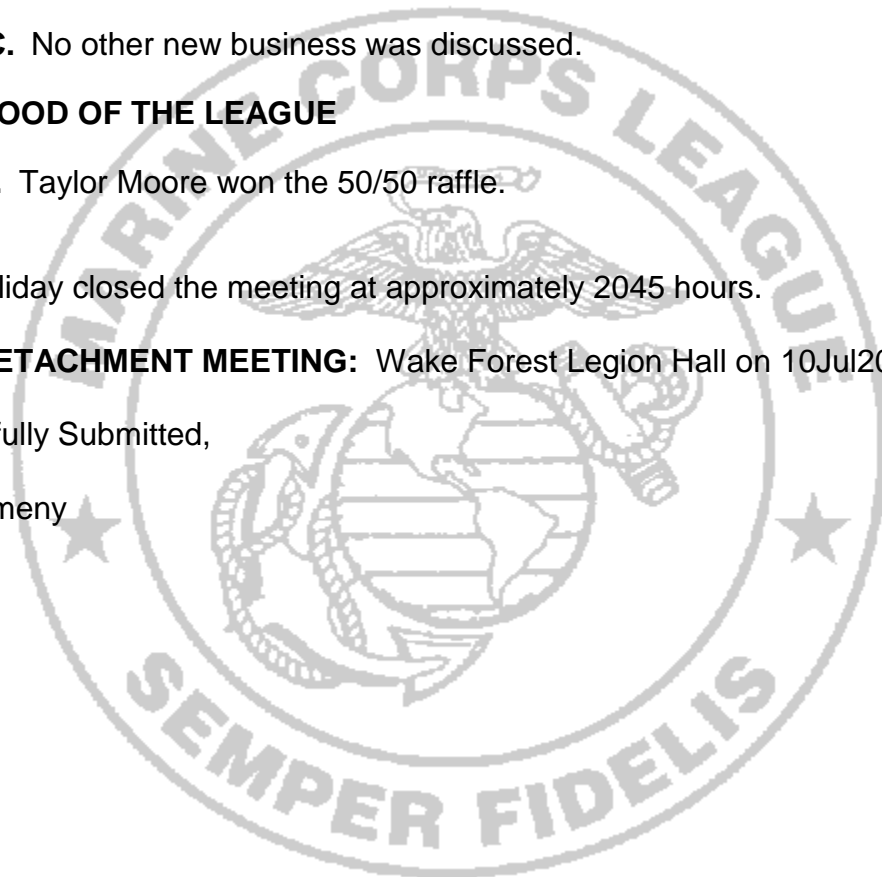 C. No other new business was discussed.
OOD OF THE LEAGUE
. Taylor Moore won the 50/50 raffle.
liday closed the meeting at approximately 2045 hours.
ETACHMENT MEETING: Wake Forest Legion Hall on 10Jul20
fully Submitted,
meny
MARINE CORPS LEAGUE
SEMPER FIDELIS